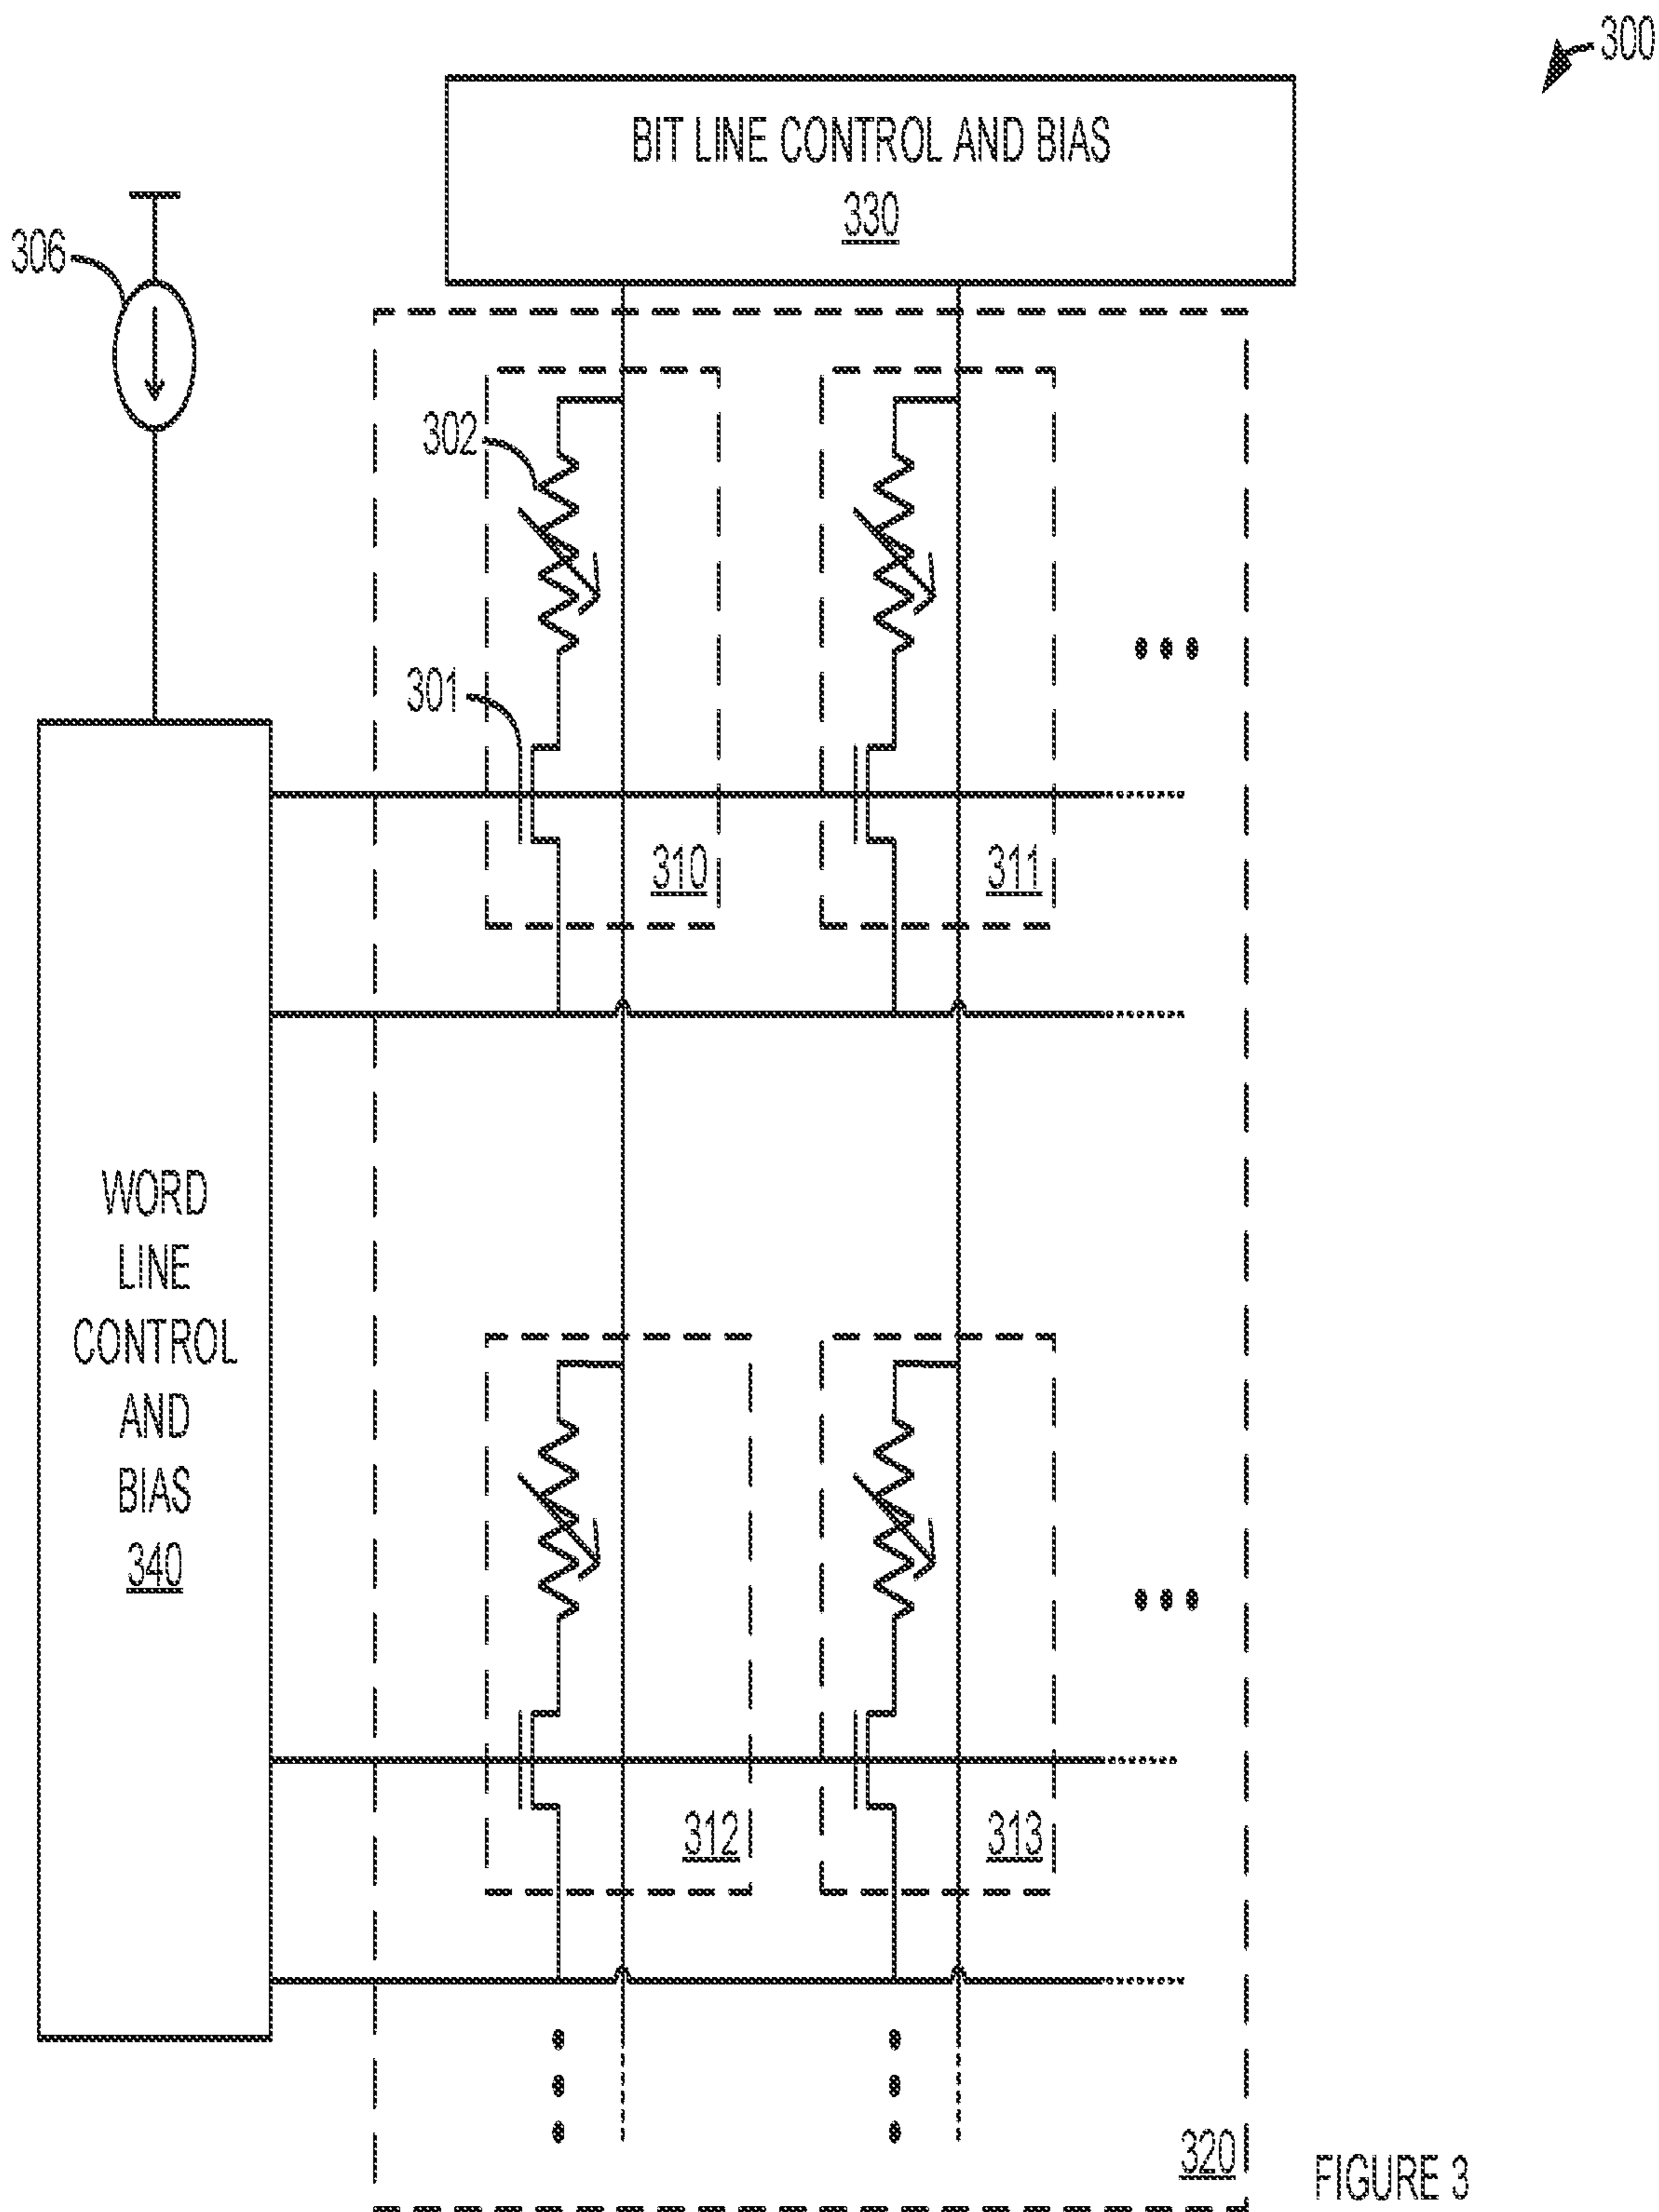 300
BIT LINE CONTROL AND BIAS
330
306
302
301
310
311
WORD
LINE
CONTROL
AND
BIAS
340
312
313
320
FIGURE 3